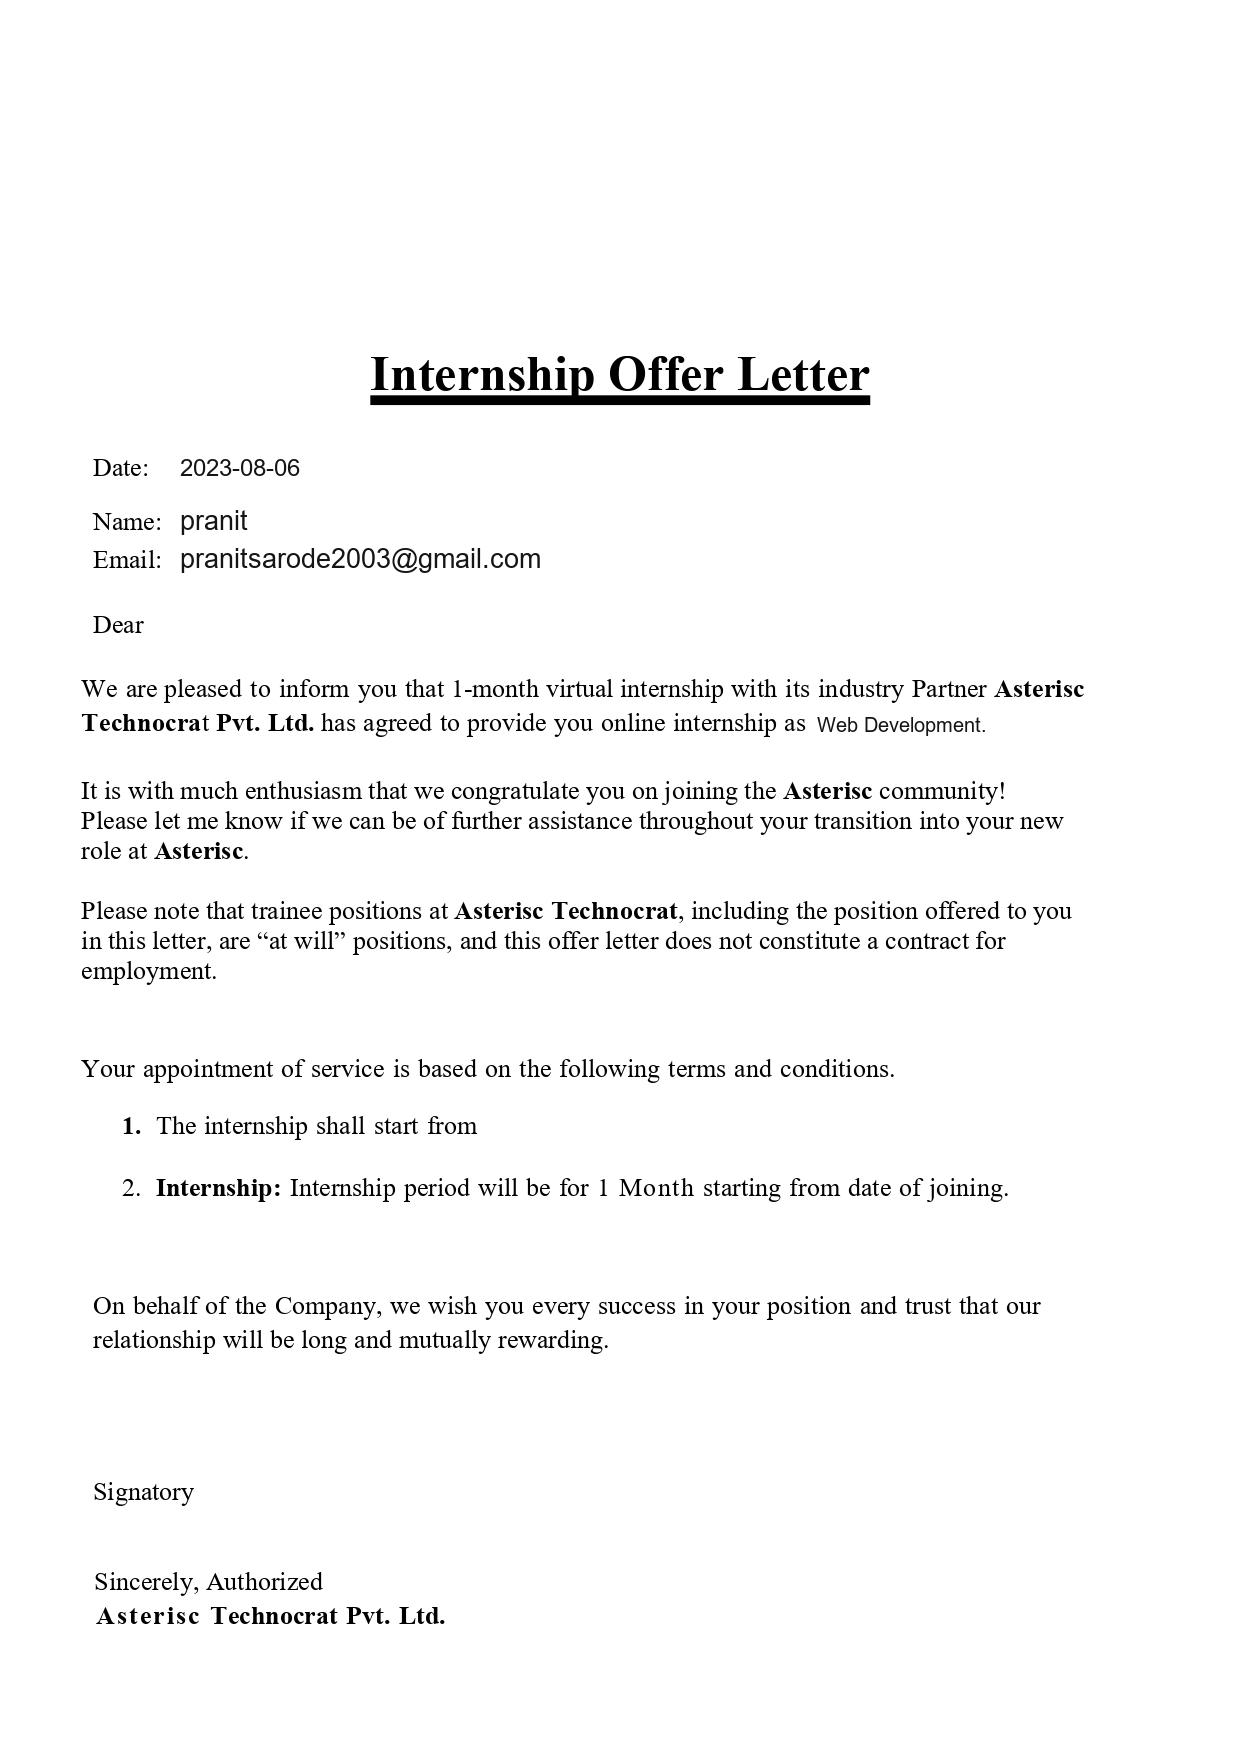 Internship Offer Letter
Date: 2023-08-06
Name: pranit
Email: pranitsarode2003@gmail.com
Dear
We are pleased to inform you that 1-month virtual internship with its industry Partner Asterisc
Technocrat Pvt. Ltd. has agreed to provide you online internship as Web Development.
It is with much enthusiasm that we congratulate you on joining the Asterisc community!
Please let me know if we can be of further assistance throughout your transition into your new
role at Asterisc.
Please note that trainee positions at Asterisc Technocrat, including the position offered to you
in this letter, are “at will” positions, and this offer letter does not constitute a contract for
employment.
Your appointment of service is based on the following terms and conditions.
1. The internship shall start from
2. Internship: Internship period will be for 1 Month starting from date of joining.
On behalf of the Company, we wish you every success in your position and trust that our
relationship will be long and mutually rewarding.
Signatory
Sincerely, Authorized
Asterisc Technocrat Pvt. Ltd.